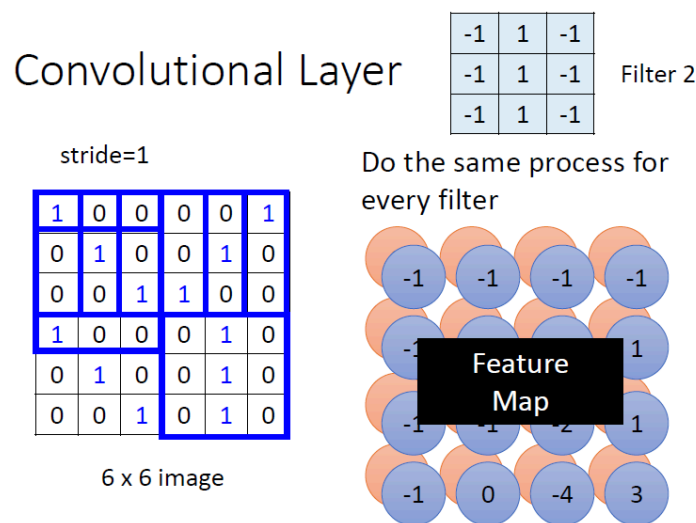 Convolutional Layer
-1 1 -1
-1 1 -1
-1 1 -1
Filter 2
stride=1
Do the same process for
every filter
1 0 0 0 0 1
0 1 0 0 1 0
0 0 1 1 0 0
1 0 0 0 1 0
0 1 0 0 1 0
0 0 1 0 1 0
6 x 6 image
-1 -1 -1 -1
1
1
-1 0 -4 3
Feature
Map